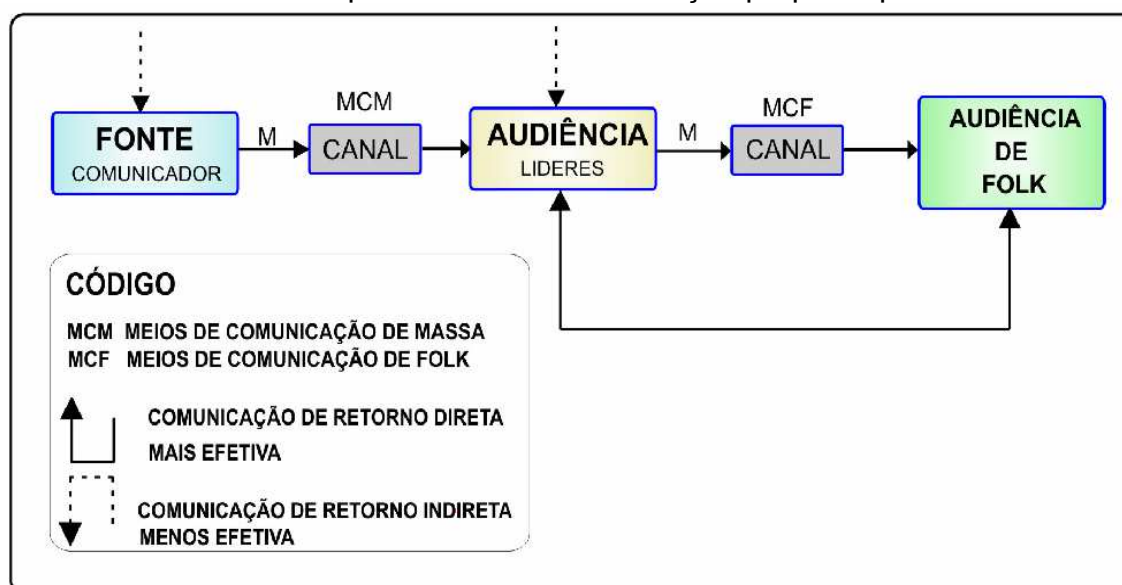 MCM
MCF
FONTE
COMUNICADOR
M
CANAL
AUDIÊNCIA
LIDERES
M
CANAL
AUDIÊNCIA
DE
FOLK
CÓDIGO
MCM MEIOS DE COMUNICAÇÃO DE MASSA
MCF MEIOS DE COMUNICAÇÃO DE FOLK
COMUNICAÇÃO DE RETORNO DIRETA
MAIS EFETIVA
COMUNICAÇÃO DE RETORNO INDIRETA
MENOS EFETIVA